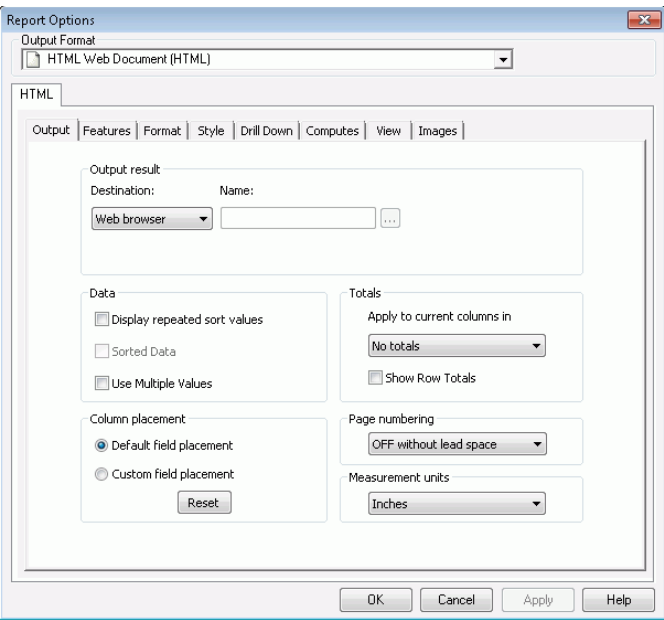 Report Options
Output Format
HTML Web Document (HTML)
HTML
Output Features Format Style Drill Down Computes View Images
Output result
Destination: Name:
Web browser ...
Data Totals
Display repeated sort values Apply to current columns in
Sorted Data No totals
Use Multiple Values Show Row Totals
Column placement Page numbering
Default field placement OFF without lead space
Custom field placement Measurement units
Reset Inches
OK Cancel Apply Help